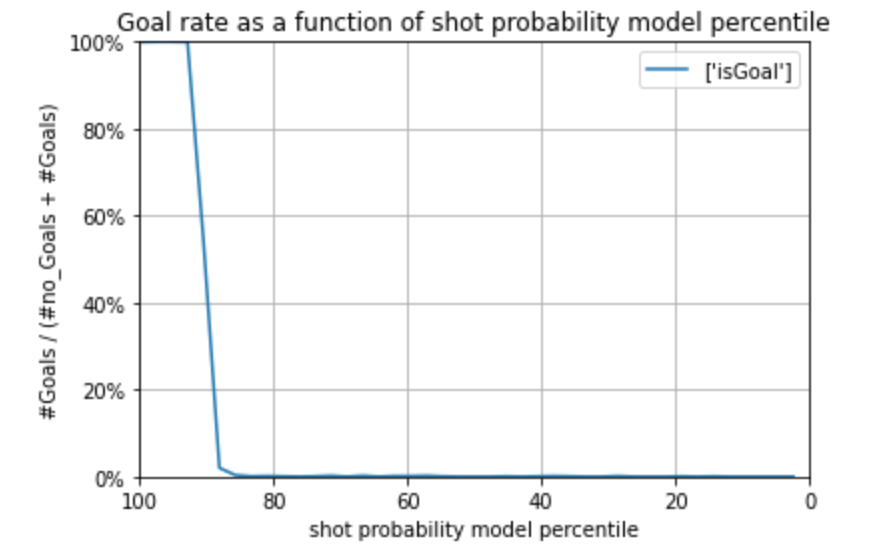 Goal rate as a function of shot probability model percentile
100%
80%
60%
40%
20%
0%
#Goals / (#no_Goals + #Goals)
['isGoal']
100 80 60 40 20 0
shot probability model percentile